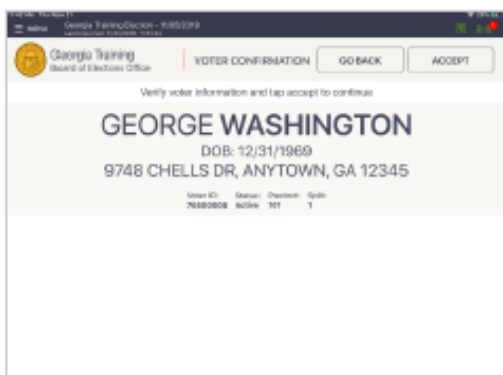 menu Georgia Training Election - 11/05/2019
Georgia Training
Board of Elections Office
VOTER CONFIRMATION
GO BACK
ACCEPT
Verify voter information and tap accept to continue
GEORGE WASHINGTON
DOB: 12/31/1969
9748 CHELLS DR, ANYTOWN, GA 12345
Voter ID: Status: Precinct: Split:
Active 101 1